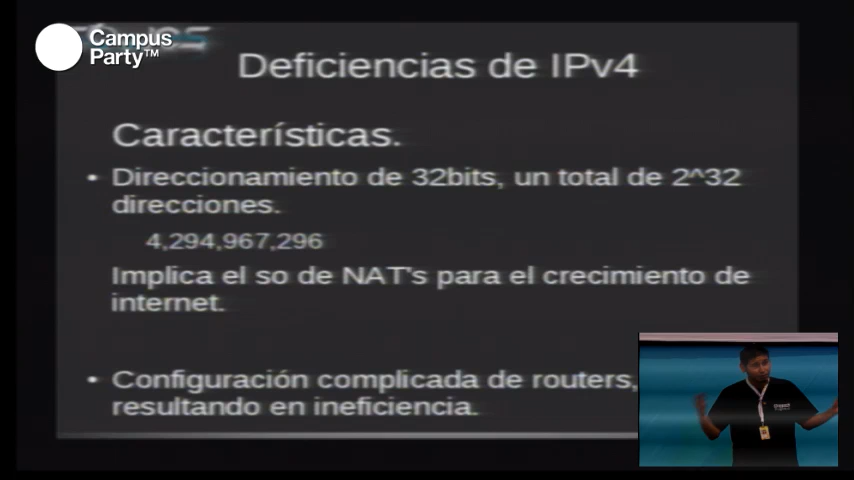 Campus
Party™
Deficiencias de IPv4
Características.
• Direccionamiento de 32bits, un total de 2^32
direcciones.
4,294,967,296
Implica el so de NAT's para el crecimiento de
internet.
• Configuración complicada de routers,
resultando en ineficiencia.